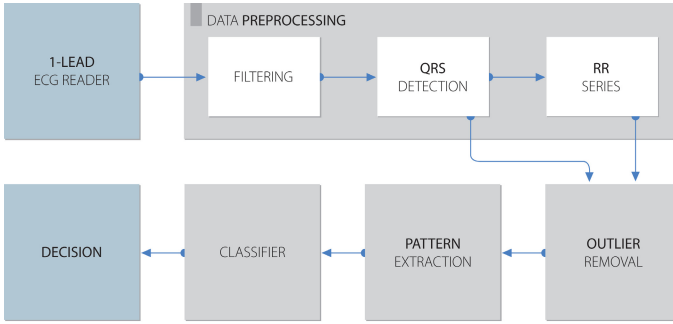 DATA PREPROCESSING
1-LEAD
ECG READER
FILTERING
QRS
DETECTION
RR
SERIES
DECISION
CLASSIFIER
PATTERN
EXTRACTION
OUTLIER
REMOVAL